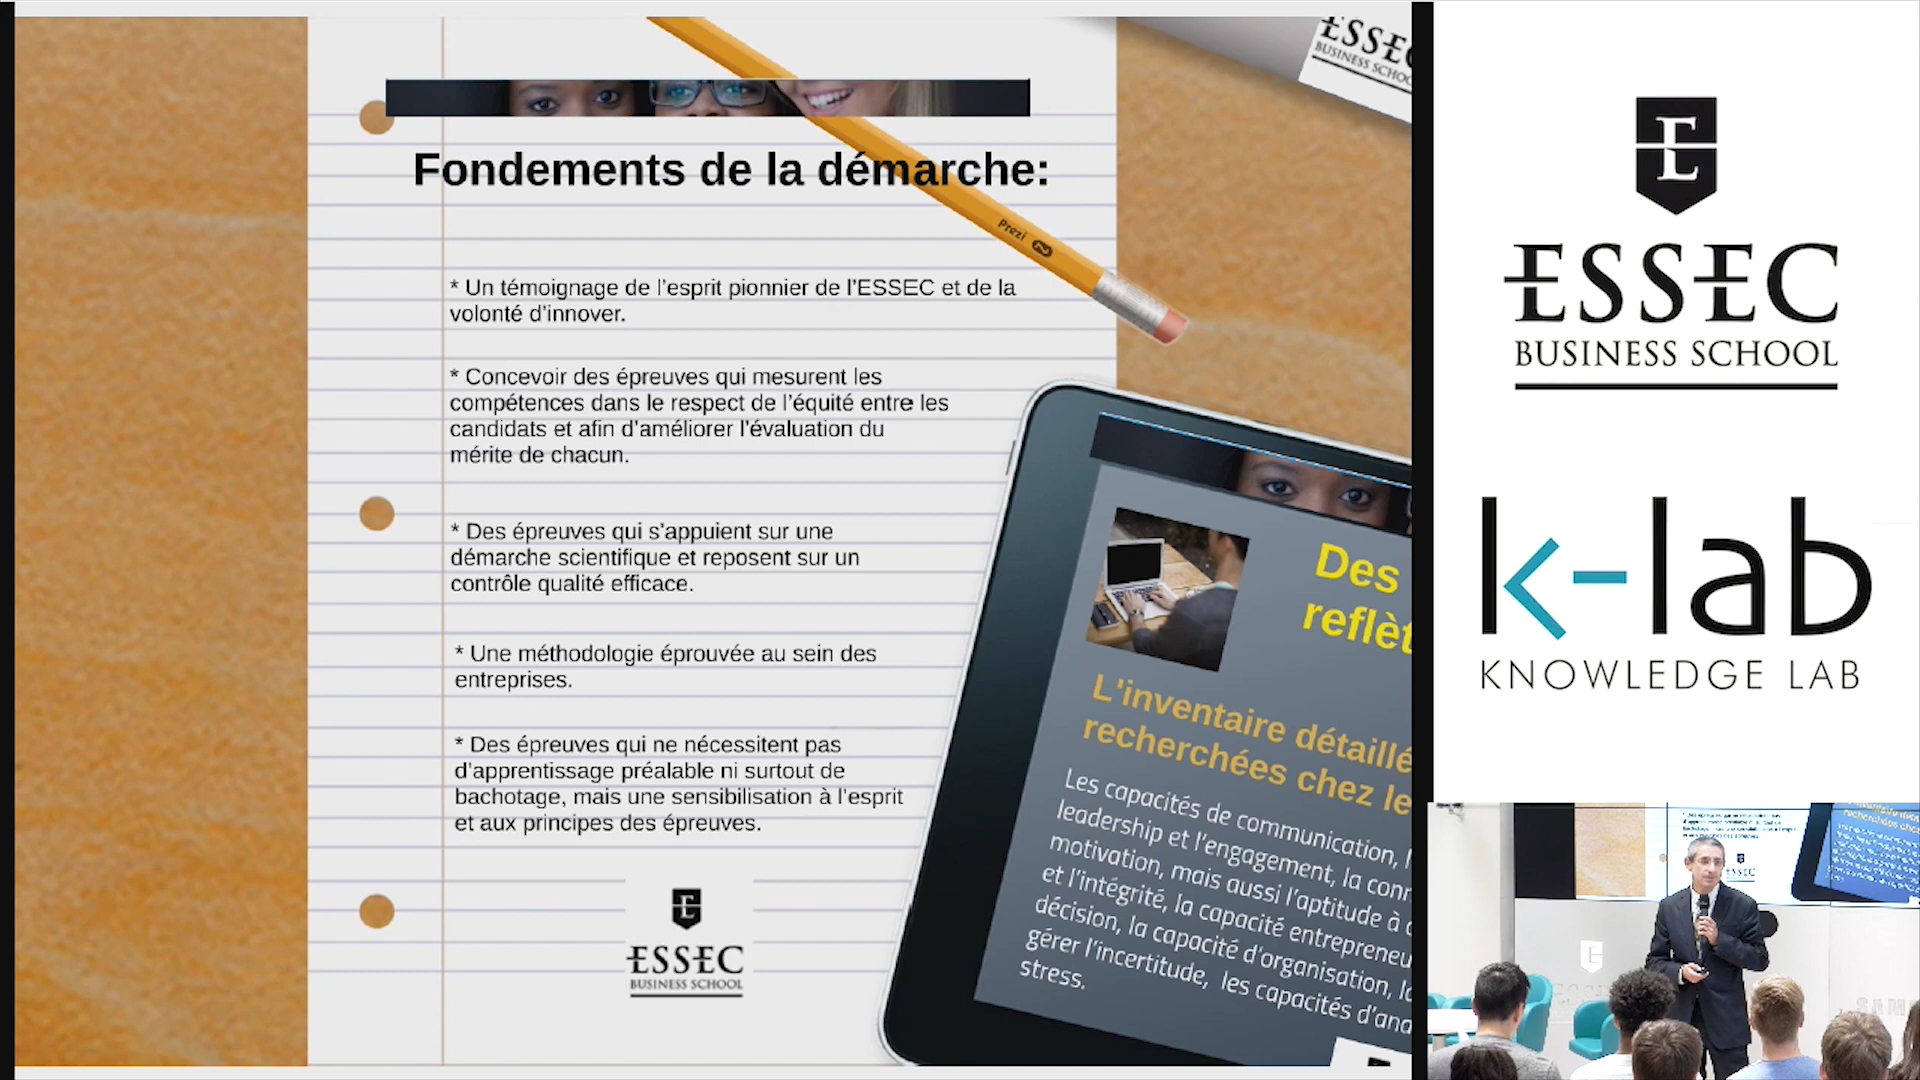 ESSEC
BUSINESS SCHOOL
Fondements de la démarche:
Prezi
* Un témoignage de l'esprit pionnier de l'ESSEC et de la
volonté d'innover.
* Concevoir des épreuves qui mesurent les
compétences dans le respect de l'équité entre les
candidats et afin d'améliorer l'évaluation du
mérite de chacun.
* Des épreuves qui s'appuient sur une
démarche scientifique et reposent sur un
contrôle qualité efficace.
* Une méthodologie éprouvée au sein des
entreprises.
* Des épreuves qui ne nécessitent pas
d'apprentissage préalable ni surtout de
bachotage, mais une sensibilisation à l'esprit
et aux principes des épreuves.
E
ESSEC
BUSINESS SCHOOL
Des
reflèt
L'inventaire détaillé
recherchées chez le
Les capacités de communication,
leadership et l'engagement, la
motivation, mais aussi l'aptitude à
et l'intégrité, la capacité
décision, la capacité d'organisation,
gérer l'incertitude, les capacités
stress.
E
ESSEC
BUSINESS SCHOOL
k-lab
KNOWLEDGE LAB